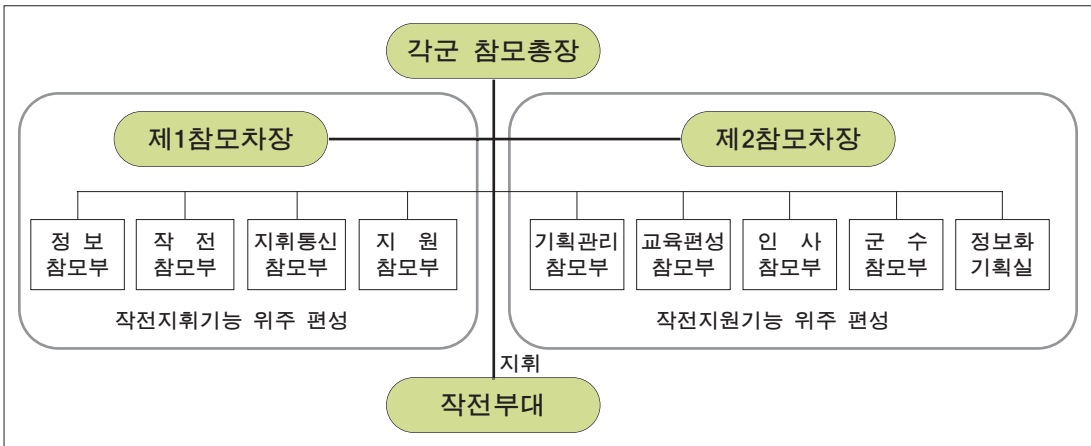 각군 참모총장
제1참모차장
제2참모차장
정 보
참모부
작 전
참모부
지휘통신
참모부
지 원
참모부
기획관리
참모부
교육편성
참모부
인 사
참모부
군 수
참모부
정보화
기획실
작전지휘기능 위주 편성
작전지원기능 위주 편성
지휘
작전부대